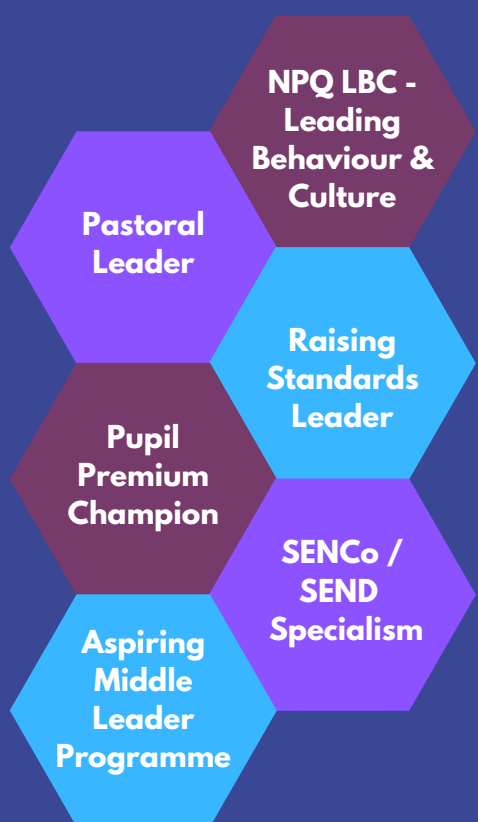 NPQ LBC -
Leading
Behaviour &
Culture
Pastoral
Leader
Raising
Standards
Leader
Pupil
Premium
Champion
SENCo /
SEND
Specialism
Aspiring
Middle
Leader
Programme